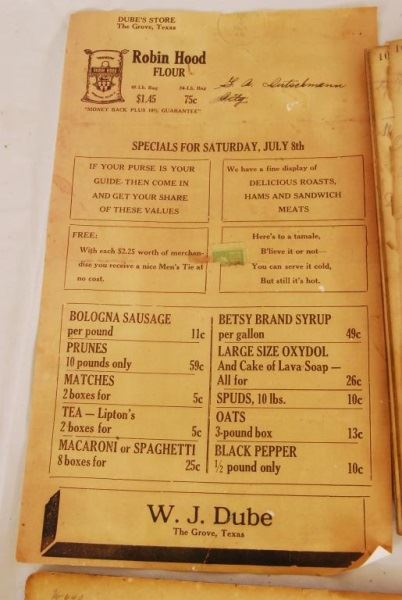 DUBE'S STORE
The Grove, Texas
ROBIN HOOD
Robin Hood
FLOUR
48-Lb. Bag 24-Lb. Bag
$1.45 75c
"MONEY BACK PLUS 10% GUARANTEE"
SPECIALS FOR SATURDAY, JULY 8th
IF YOUR PURSE IS YOUR
GUIDE THEN COME IN
AND GET YOUR SHARE
OF THESE VALUES
We have a fine display of
DELICIOUS ROASTS,
HAMS AND SANDWICH
MEATS
FREE:
With each $2.25 worth of merchan-
dise you receive a nice Men's Tie at
no cost.
Here's to a tamale,
B'lieve it or not—
You can serve it cold,
But still it's hot.
BOLOGNA SAUSAGE
per pound 11c
PRUNES
10 pounds only 59c
MATCHES
2 boxes for 5c
TEA — Lipton's
2 boxes for 5c
MACARONI or SPAGHETTI
8 boxes for 25c
BETSY BRAND SYRUP
per gallon 49c
LARGE SIZE OXYDOL
And Cake of Lava Soap —
All for 26c
SPUDS, 10 lbs. 10c
OATS
3-pound box 13c
BLACK PEPPER
½ pound only 10c
W. J. Dube
The Grove, Texas